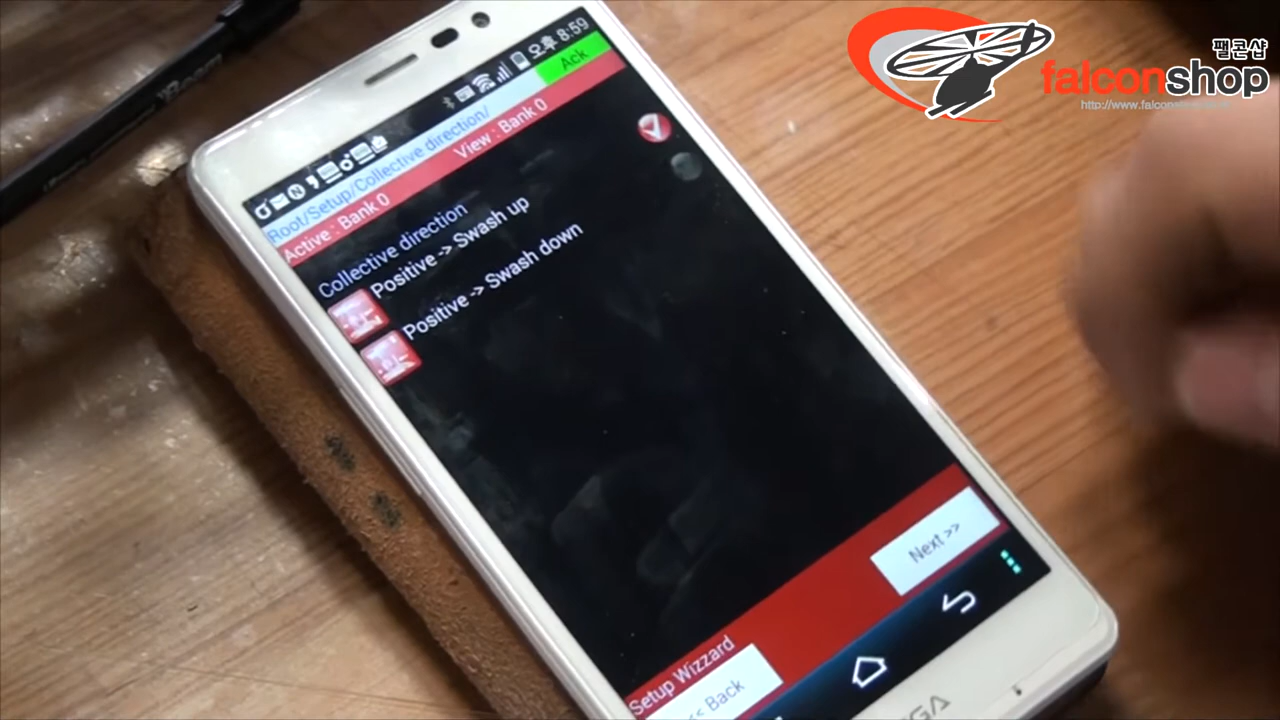 팰콘샵
falconshop
오후 8:59
Ack
Root/Setup/Collective direction/
Active : Bank 0
View : Bank 0
Collective direction
Positive -> Swash up
Positive -> Swash down
Next >>
Setup Wizzard
<< Back